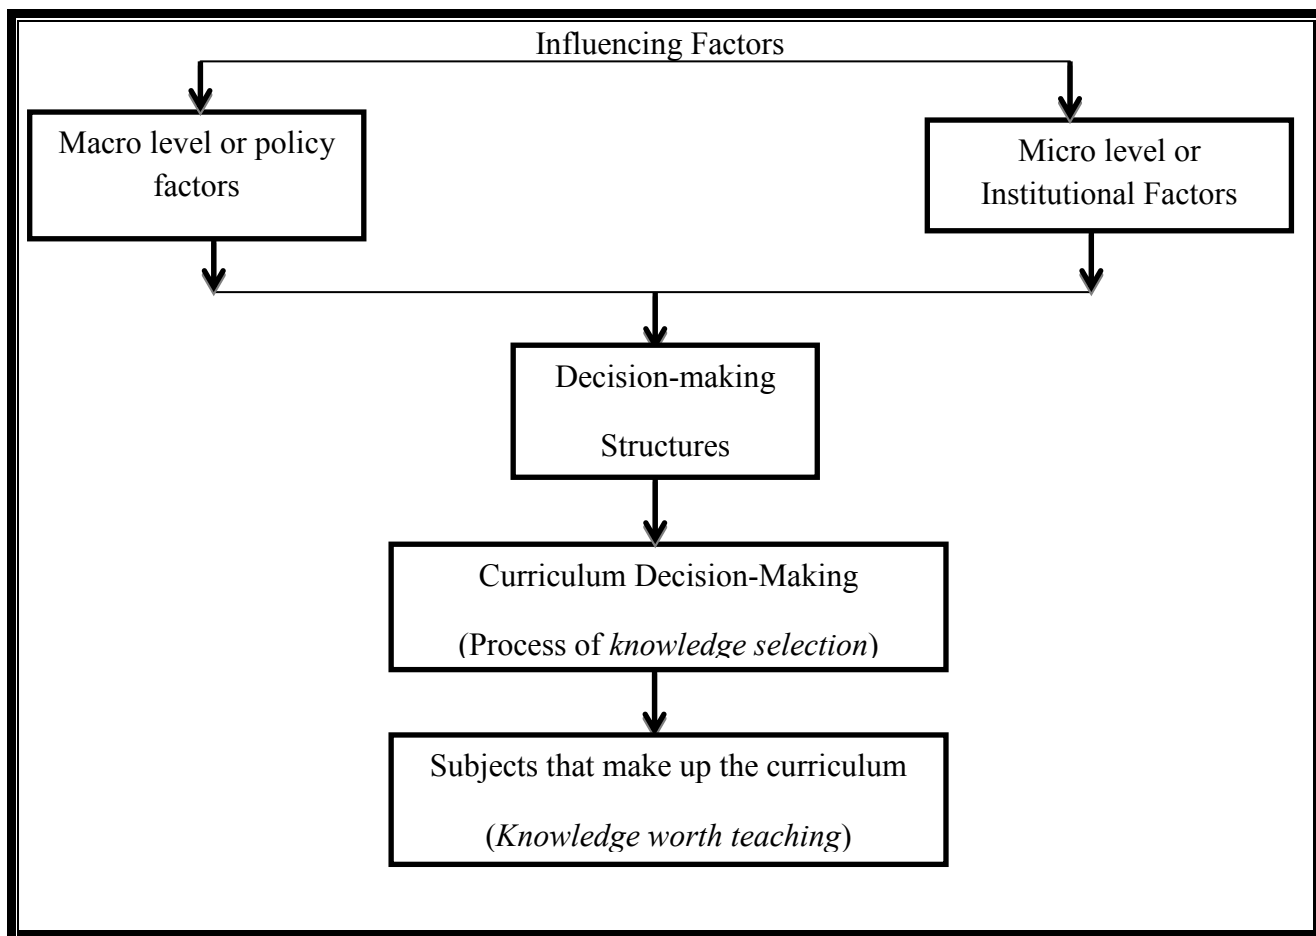 Influencing Factors
Macro level or policy
factors
Micro level or
Institutional Factors
Decision-making
Structures
Curriculum Decision-Making
(Process of knowledge selection)
Subjects that make up the curriculum
(Knowledge worth teaching)